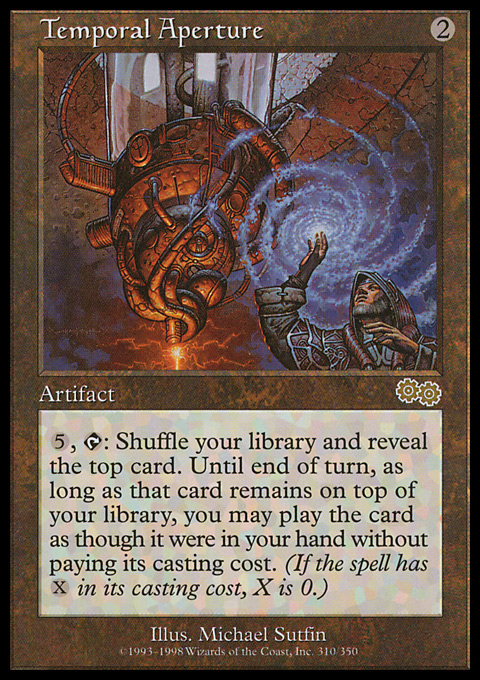 Temporal Aperture 2
Artifact
5, : Shuffle your library and reveal
the top card. Until end of turn, as
long as that card remains on top of
your library, you may play the card
as though it were in your hand without
paying its casting cost. (If the spell has
X in its casting cost, X is 0.)
Illus. Michael Sutfin
©1993-1998 Wizards of the Coast, Inc. 310/350